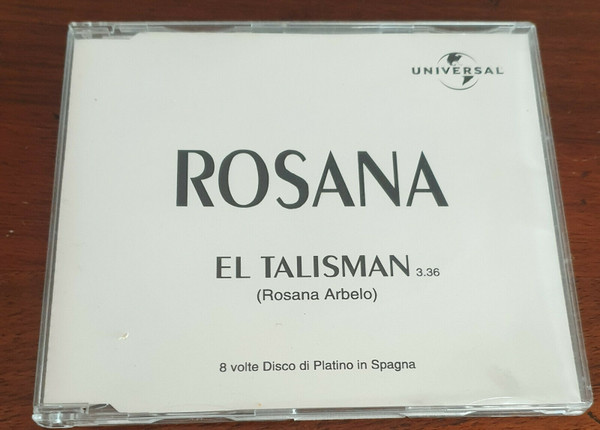 UNIVERSAL
ROSANA
EL TALISMAN 3.36
(Rosana Arbelo)
8 volte Disco di Platino in Spagna